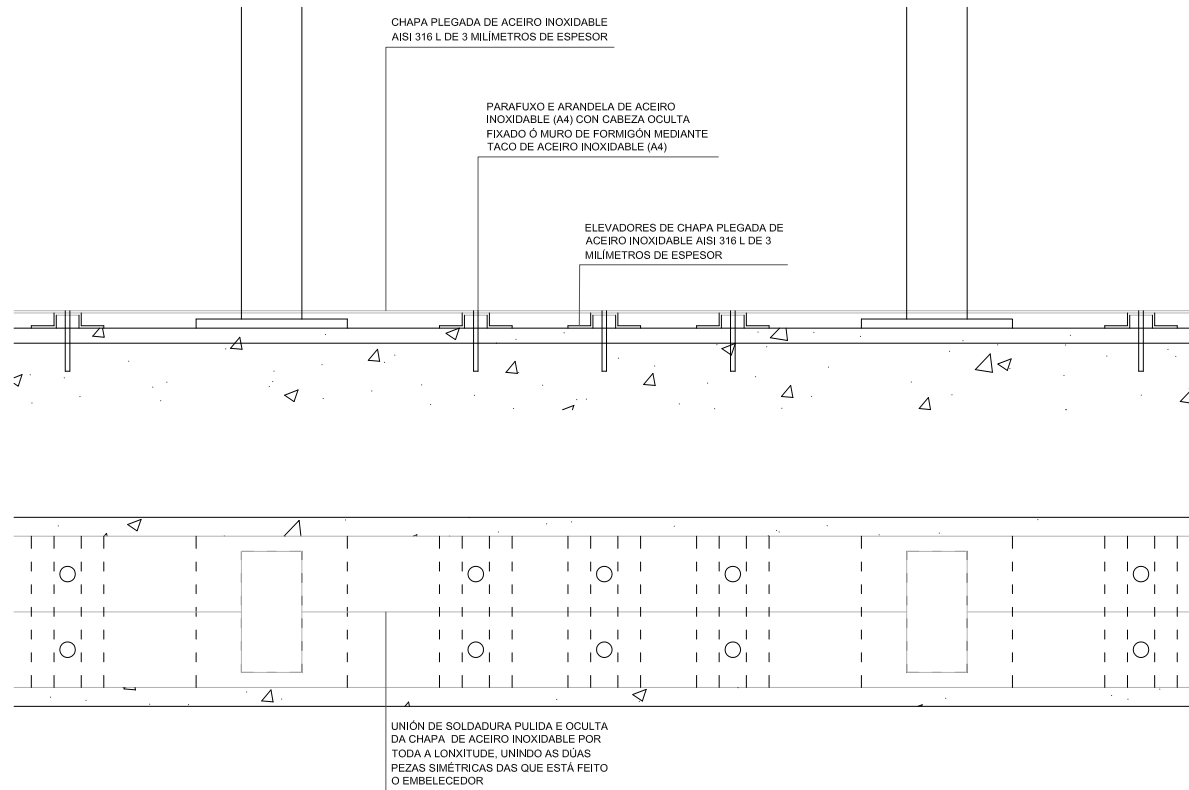 CHAPA PLEGADA DE ACEIRO INOXIDABLE
AISI 316 L DE 3 MILÍMETROS DE ESPESOR
PARAFUXO E ARANDELA DE ACEIRO
INOXIDABLE (A4) CON CABEZA OCULTA
FIXADO Ó MURO DE FORMIGÓN MEDIANTE
TACO DE ACEIRO INOXIDABLE (A4)
ELEVADORES DE CHAPA PLEGADA DE
ACEIRO INOXIDABLE AISI 316 L DE 3
MILÍMETROS DE ESPESOR
UNIÓN DE SOLDADURA PULIDA E OCULTA
DA CHAPA DE ACEIRO INOXIDABLE POR
TODA A LONXITUDE, UNINDO AS DÚAS
PEZAS SIMÉTRICAS DAS QUE ESTÁ FEITO
O EMBELECEDOR